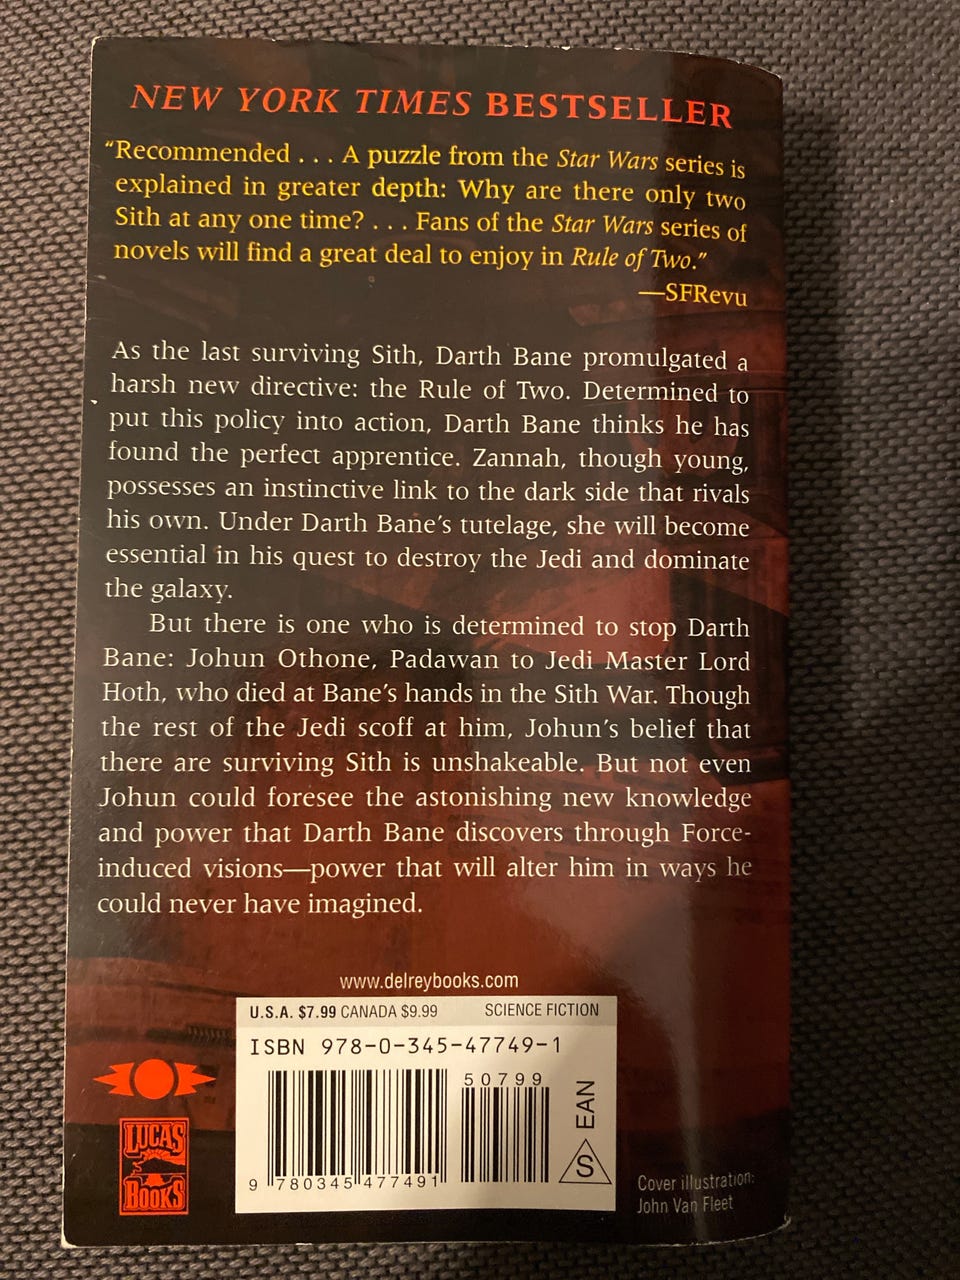 NEW YORK TIMES BESTSELLER
“Recommended . . . A puzzle from the Star Wars series is
explained in greater depth: Why are there only two
Sith at any one time? . . . Fans of the Star Wars series of
novels will find a great deal to enjoy in Rule of Two.”
—SFRevu
As the last surviving Sith, Darth Bane promulgated a
harsh new directive: the Rule of Two. Determined to
put this policy into action, Darth Bane thinks he has
found the perfect apprentice. Zannah, though young,
possesses an instinctive link to the dark side that rivals
his own. Under Darth Bane’s tutelage, she will become
essential in his quest to destroy the Jedi and dominate
the galaxy.
But there is one who is determined to stop Darth
Bane: Johun Othone, Padawan to Jedi Master Lord
Hoth, who died at Bane’s hands in the Sith War. Though
the rest of the Jedi scoff at him, Johun’s belief that
there are surviving Sith is unshakeable. But not even
Johun could foresee the astonishing new knowledge
and power that Darth Bane discovers through Force-
induced visions—power that will alter him in ways he
could never have imagined.
www.delreybooks.com
U.S.A. $7.99 CANADA $9.99 SCIENCE FICTION
ISBN 978-0-345-47749-1
50799
EAN
S
9 780345 477491
LUCAS
BOOKS
Cover illustration:
John Van Fleet